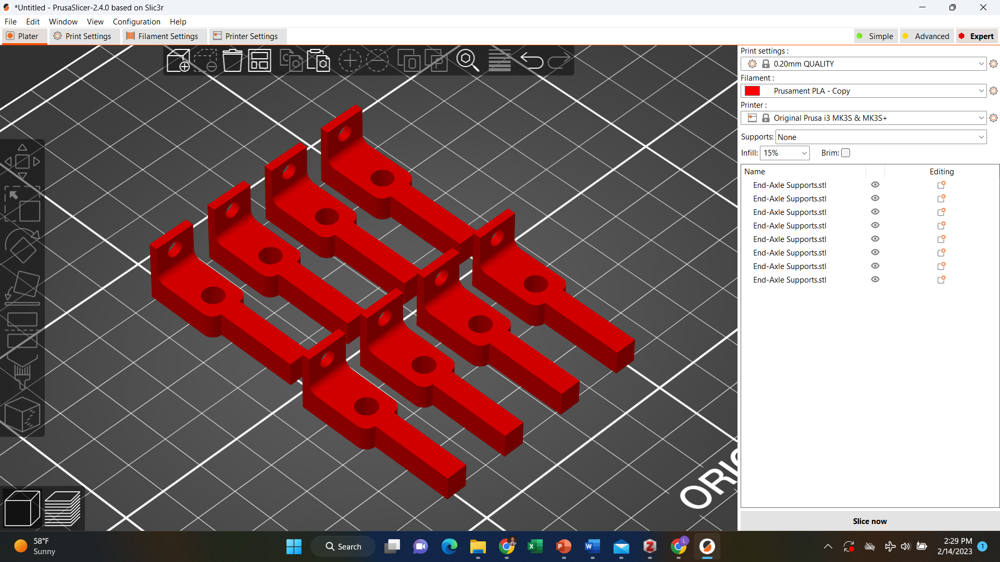 *Untitled - PrusaSlicer-2.4.0 based on Slic3r
File Edit Window View Configuration Help
Plater Print Settings Filament Settings Printer Settings Simple Advanced Expert
Print settings :
0.20mm QUALITY
Filament :
Prusament PLA - Copy
Printer :
Original Prusa i3 MK3S & MK3S+
Supports: None
Infill: 15% Brim:
Name Editing
End-Axle Supports.stl
End-Axle Supports.stl
End-Axle Supports.stl
End-Axle Supports.stl
End-Axle Supports.stl
End-Axle Supports.stl
End-Axle Supports.stl
End-Axle Supports.stl
ORIG
Slice now
58°F
Sunny
Search
L
2:29 PM
2/14/2023
1